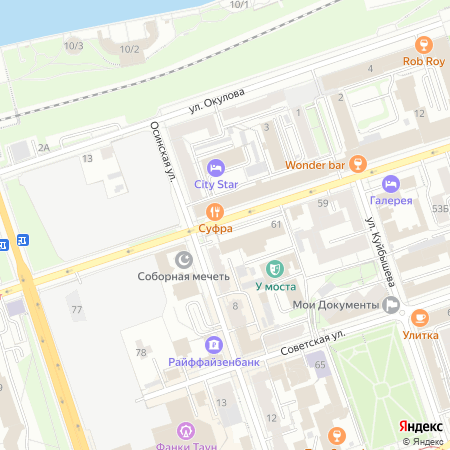 10/3
10/2
10/1
Rob Roy
4
ул. Окулова
2
1
12
3
Осинская ул.
2А
13
City Star
Wonder bar
Галерея
Суфра
59
61
53Б
ул. Куйбышева
Соборная мечеть
У моста
Мои Документы
77
8
Улитка
78
Райффайзенбанк
Советская ул.
65
13
12
Фанки Таун
Яндекс
© Яндекс